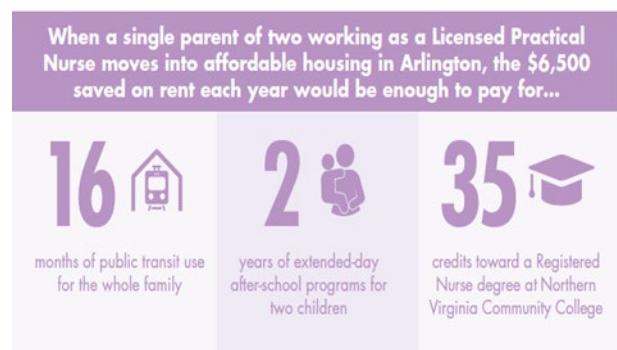 When a single parent of two working as a Licensed Practical
Nurse moves into affordable housing in Arlington, the $6,500
saved on rent each year would be enough to pay for...
16
months of public transit use
for the whole family
2
years of extended-day
after-school programs for
two children
35
credits toward a Registered
Nurse degree at Northern
Virginia Community College